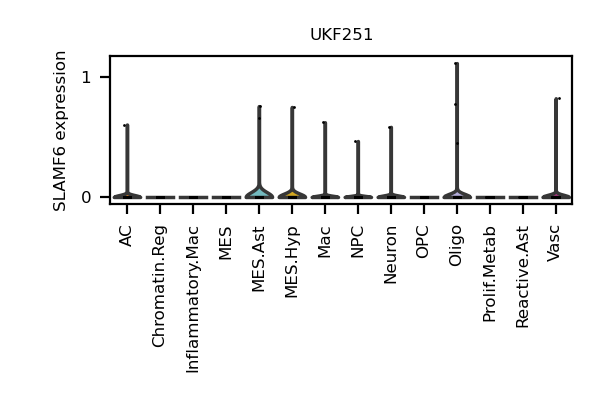 UKF251
SLAMF6 expression
1
0
AC
Chromatin.Reg
Inflammatory.Mac
MES
MES.Ast
MES.Hyp
Mac
NPC
Neuron
OPC
Oligo
Prolif.Metab
Reactive.Ast
Vasc